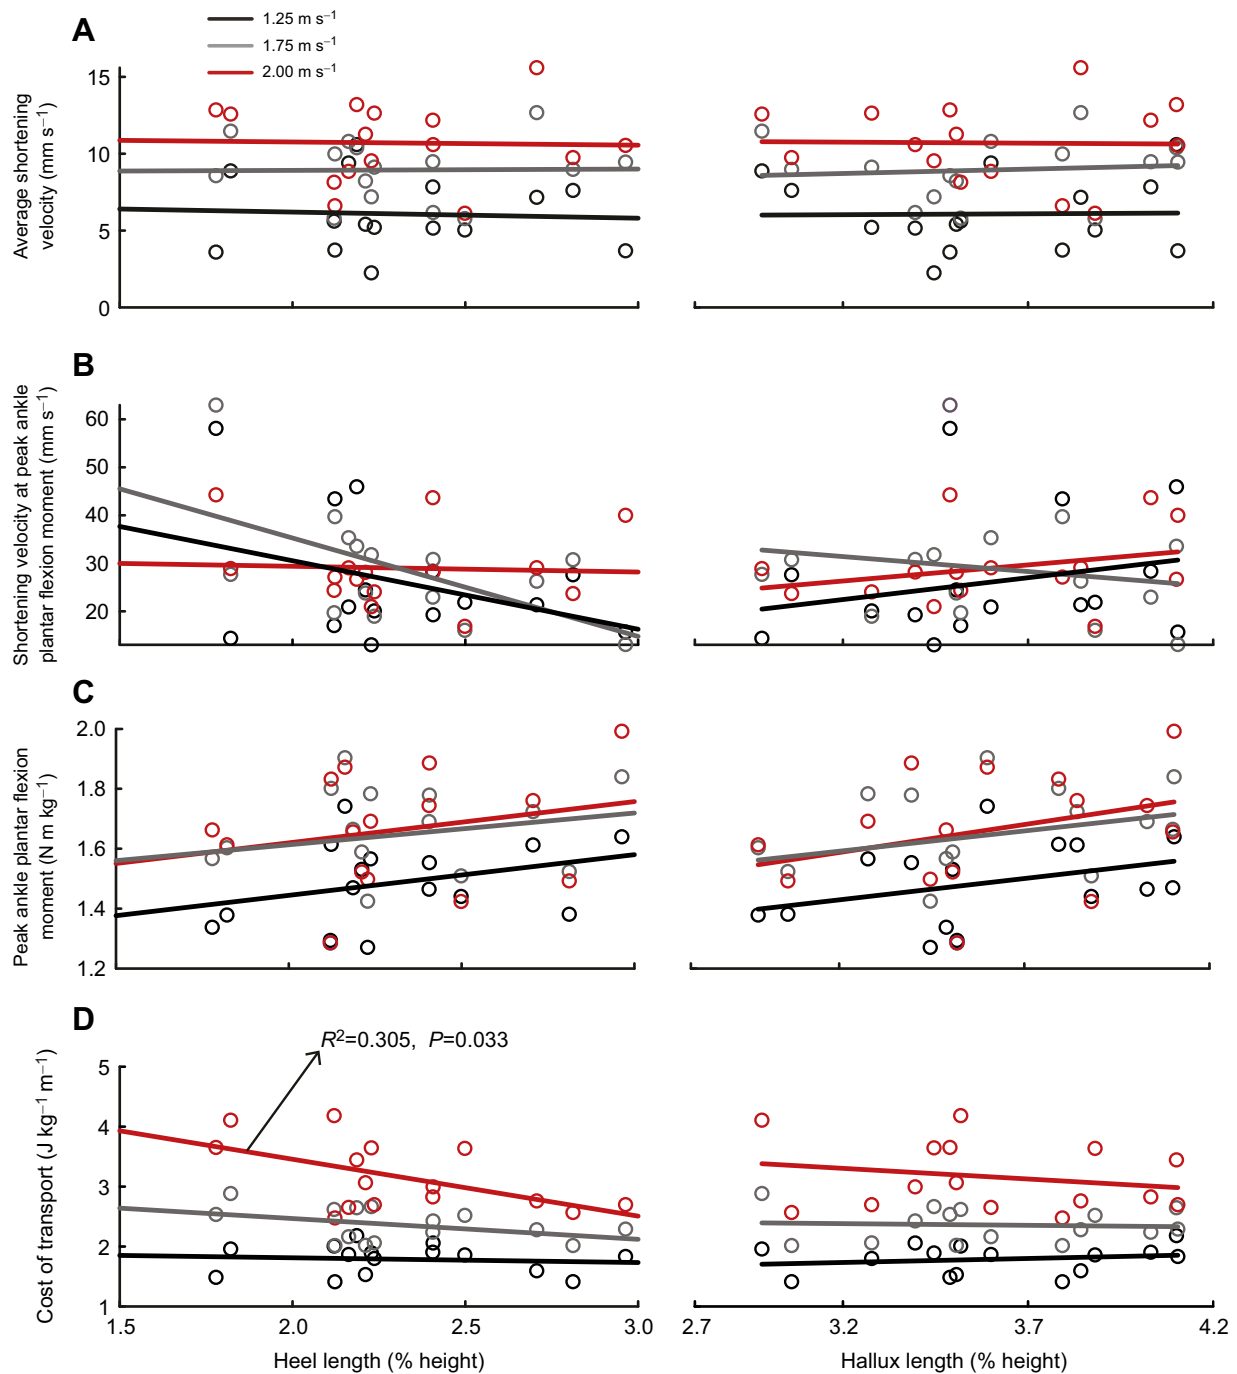 A
1.25 m s⁻¹
1.75 m s⁻¹
2.00 m s⁻¹
Average shortening
velocity (mm s⁻¹)
15
10
5
0
B
Shortening velocity at peak ankle
plantar flexion moment (mm s⁻¹)
60
50
40
30
20
C
Peak ankle plantar flexion
moment (N m kg⁻¹)
2.0
1.8
1.6
1.4
1.2
D
R²=0.305, P=0.033
Cost of transport (J kg⁻¹ m⁻¹)
5
4
3
2
1
1.5 2.0 2.5 3.0 2.7 3.2 3.7 4.2
Heel length (% height) Hallux length (% height)